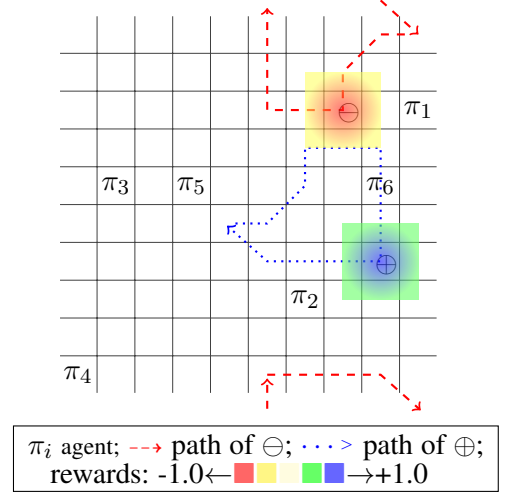 π₁
⊖
π₃ π₅ π₆
⊕
π₂
π₄
πᵢ agent; --→ path of ⊖; ···> path of ⊕;
rewards: -1.0← →+1.0